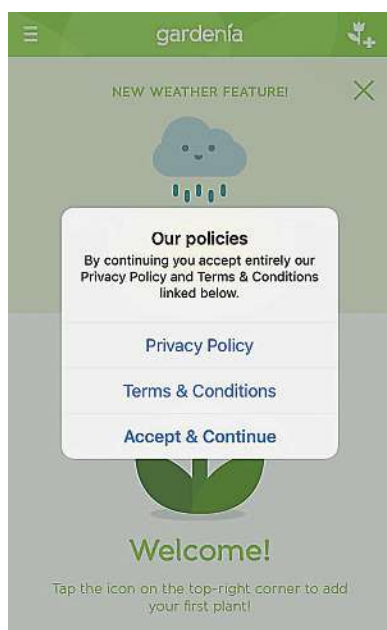 gardenía
NEW WEATHER FEATURE!
Our policies
By continuing you accept entirely our
Privacy Policy and Terms & Conditions
linked below.
Privacy Policy
Terms & Conditions
Accept & Continue
Welcome!
Tap the icon on the top-right corner to add
your first plant!